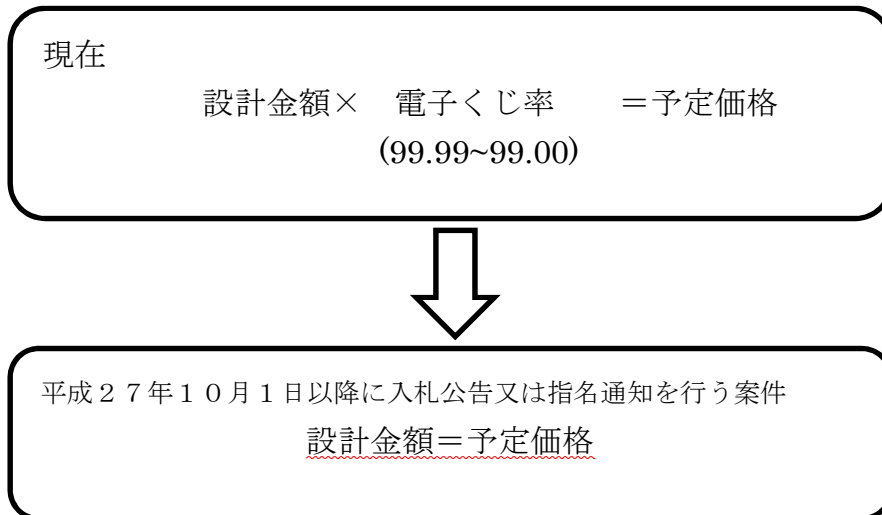 現在
設計金額×　電子くじ率　　＝予定価格
(99.99~99.00)
平成２７年１０月１日以降に入札公告又は指名通知を行う案件
設計金額＝予定価格